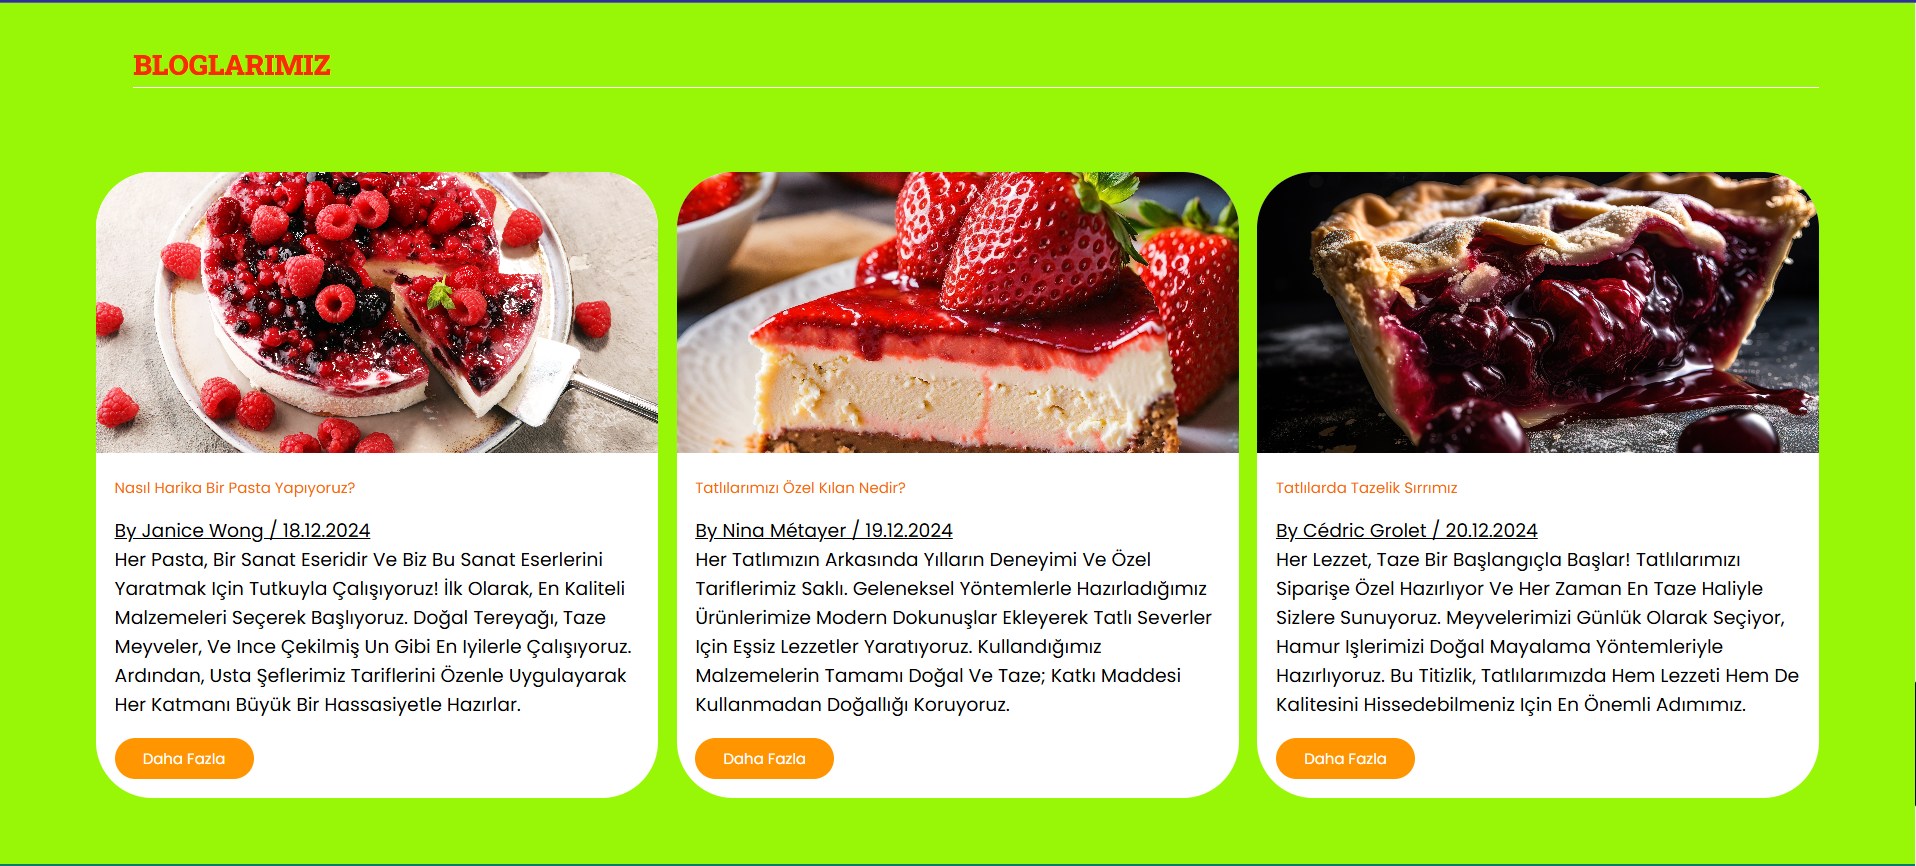 BLOGLARIMIZ
Nasıl Harika Bir Pasta Yapıyoruz?
By Janice Wong / 18.12.2024
Her Pasta, Bir Sanat Eseridir Ve Biz Bu Sanat Eserlerini
Yaratmak Için Tutkuyla Çalışıyoruz! İlk Olarak, En Kaliteli
Malzemeleri Seçerek Başlıyoruz. Doğal Tereyağı, Taze
Meyveler, Ve Ince Çekilmiş Un Gibi En Iyilerle Çalışıyoruz.
Ardından, Usta Şeflerimiz Tariflerini Özenle Uygulayarak
Her Katmanı Büyük Bir Hassasiyetle Hazırlar.
Daha Fazla
Tatlılarımızı Özel Kılan Nedir?
By Nina Métayer / 19.12.2024
Her Tatlımızın Arkasında Yılların Deneyimi Ve Özel
Tariflerimiz Saklı. Geleneksel Yöntemlerle Hazırladığımız
Ürünlerimize Modern Dokunuşlar Ekleyerek Tatlı Severler
Için Eşsiz Lezzetler Yaratıyoruz. Kullandığımız
Malzemelerin Tamamı Doğal Ve Taze; Katkı Maddesi
Kullanmadan Doğallığı Koruyoruz.
Daha Fazla
Tatlılarda Tazelik Sırrımız
By Cédric Grolet / 20.12.2024
Her Lezzet, Taze Bir Başlangıçla Başlar! Tatlılarımızı
Siparişe Özel Hazırlıyor Ve Her Zaman En Taze Haliyle
Sizlere Sunuyoruz. Meyvelerimizi Günlük Olarak Seçiyor,
Hamur Işlerimizi Doğal Mayalama Yöntemleriyle
Hazırlıyoruz. Bu Titizlik, Tatlılarımızda Hem Lezzeti Hem De
Kalitesini Hissedebilmeniz Için En Önemli Adımımız.
Daha Fazla